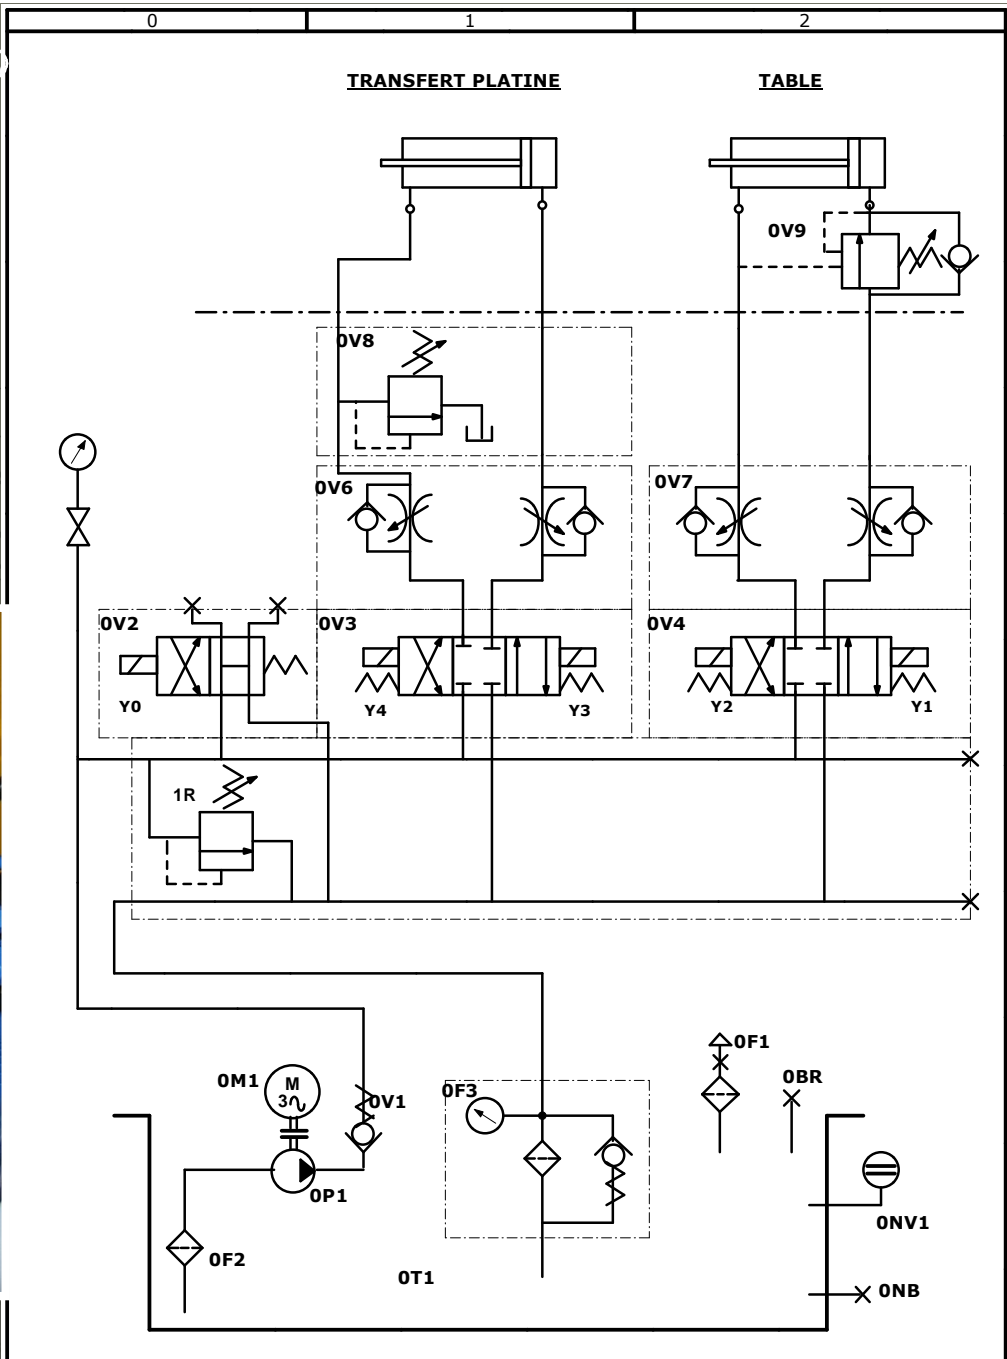 0 1 2
TRANSFERT PLATINE TABLE
0V9
0V8
0V6 0V7
0V2 0V3 0V4
Y0 Y4 Y3 Y2 Y1
1R
0F1
0M1 M 0F3 0BR
3 0V1
0P1
0NV1
0F2
0T1 0NB